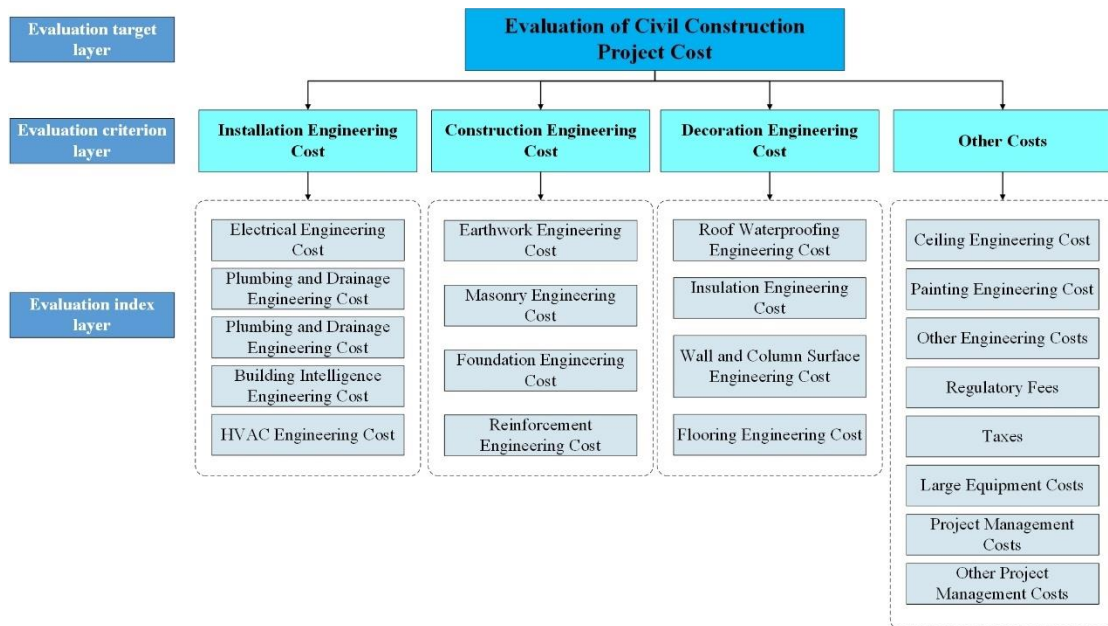 Evaluation target
layer
Evaluation of Civil Construction
Project Cost
Evaluation criterion
layer
Installation Engineering
Cost
Construction Engineering
Cost
Decoration Engineering
Cost
Other Costs
Evaluation index
layer
Electrical Engineering
Cost
Plumbing and Drainage
Engineering Cost
Plumbing and Drainage
Engineering Cost
Building Intelligence
Engineering Cost
HVAC Engineering Cost
Earthwork Engineering
Cost
Masonry Engineering
Cost
Foundation Engineering
Cost
Reinforcement
Engineering Cost
Roof Waterproofing
Engineering Cost
Insulation Engineering
Cost
Wall and Column Surface
Engineering Cost
Flooring Engineering Cost
Ceiling Engineering Cost
Painting Engineering Cost
Other Engineering Costs
Regulatory Fees
Taxes
Large Equipment Costs
Project Management
Costs
Other Project
Management Costs